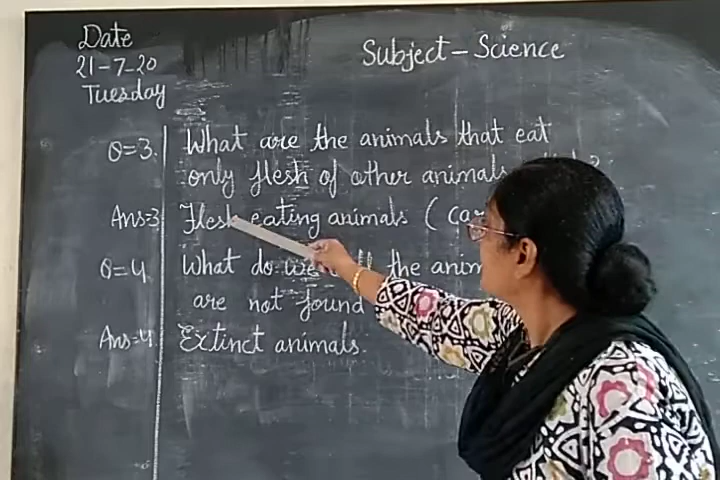 Date
21-7-20
Tuesday
Subject - Science
Q=3. What are the animals that eat
only flesh of other animals
Ans=3 Flesh eating animals (
Q=4 What do the
are not found
Ans=4. Extinct animals.